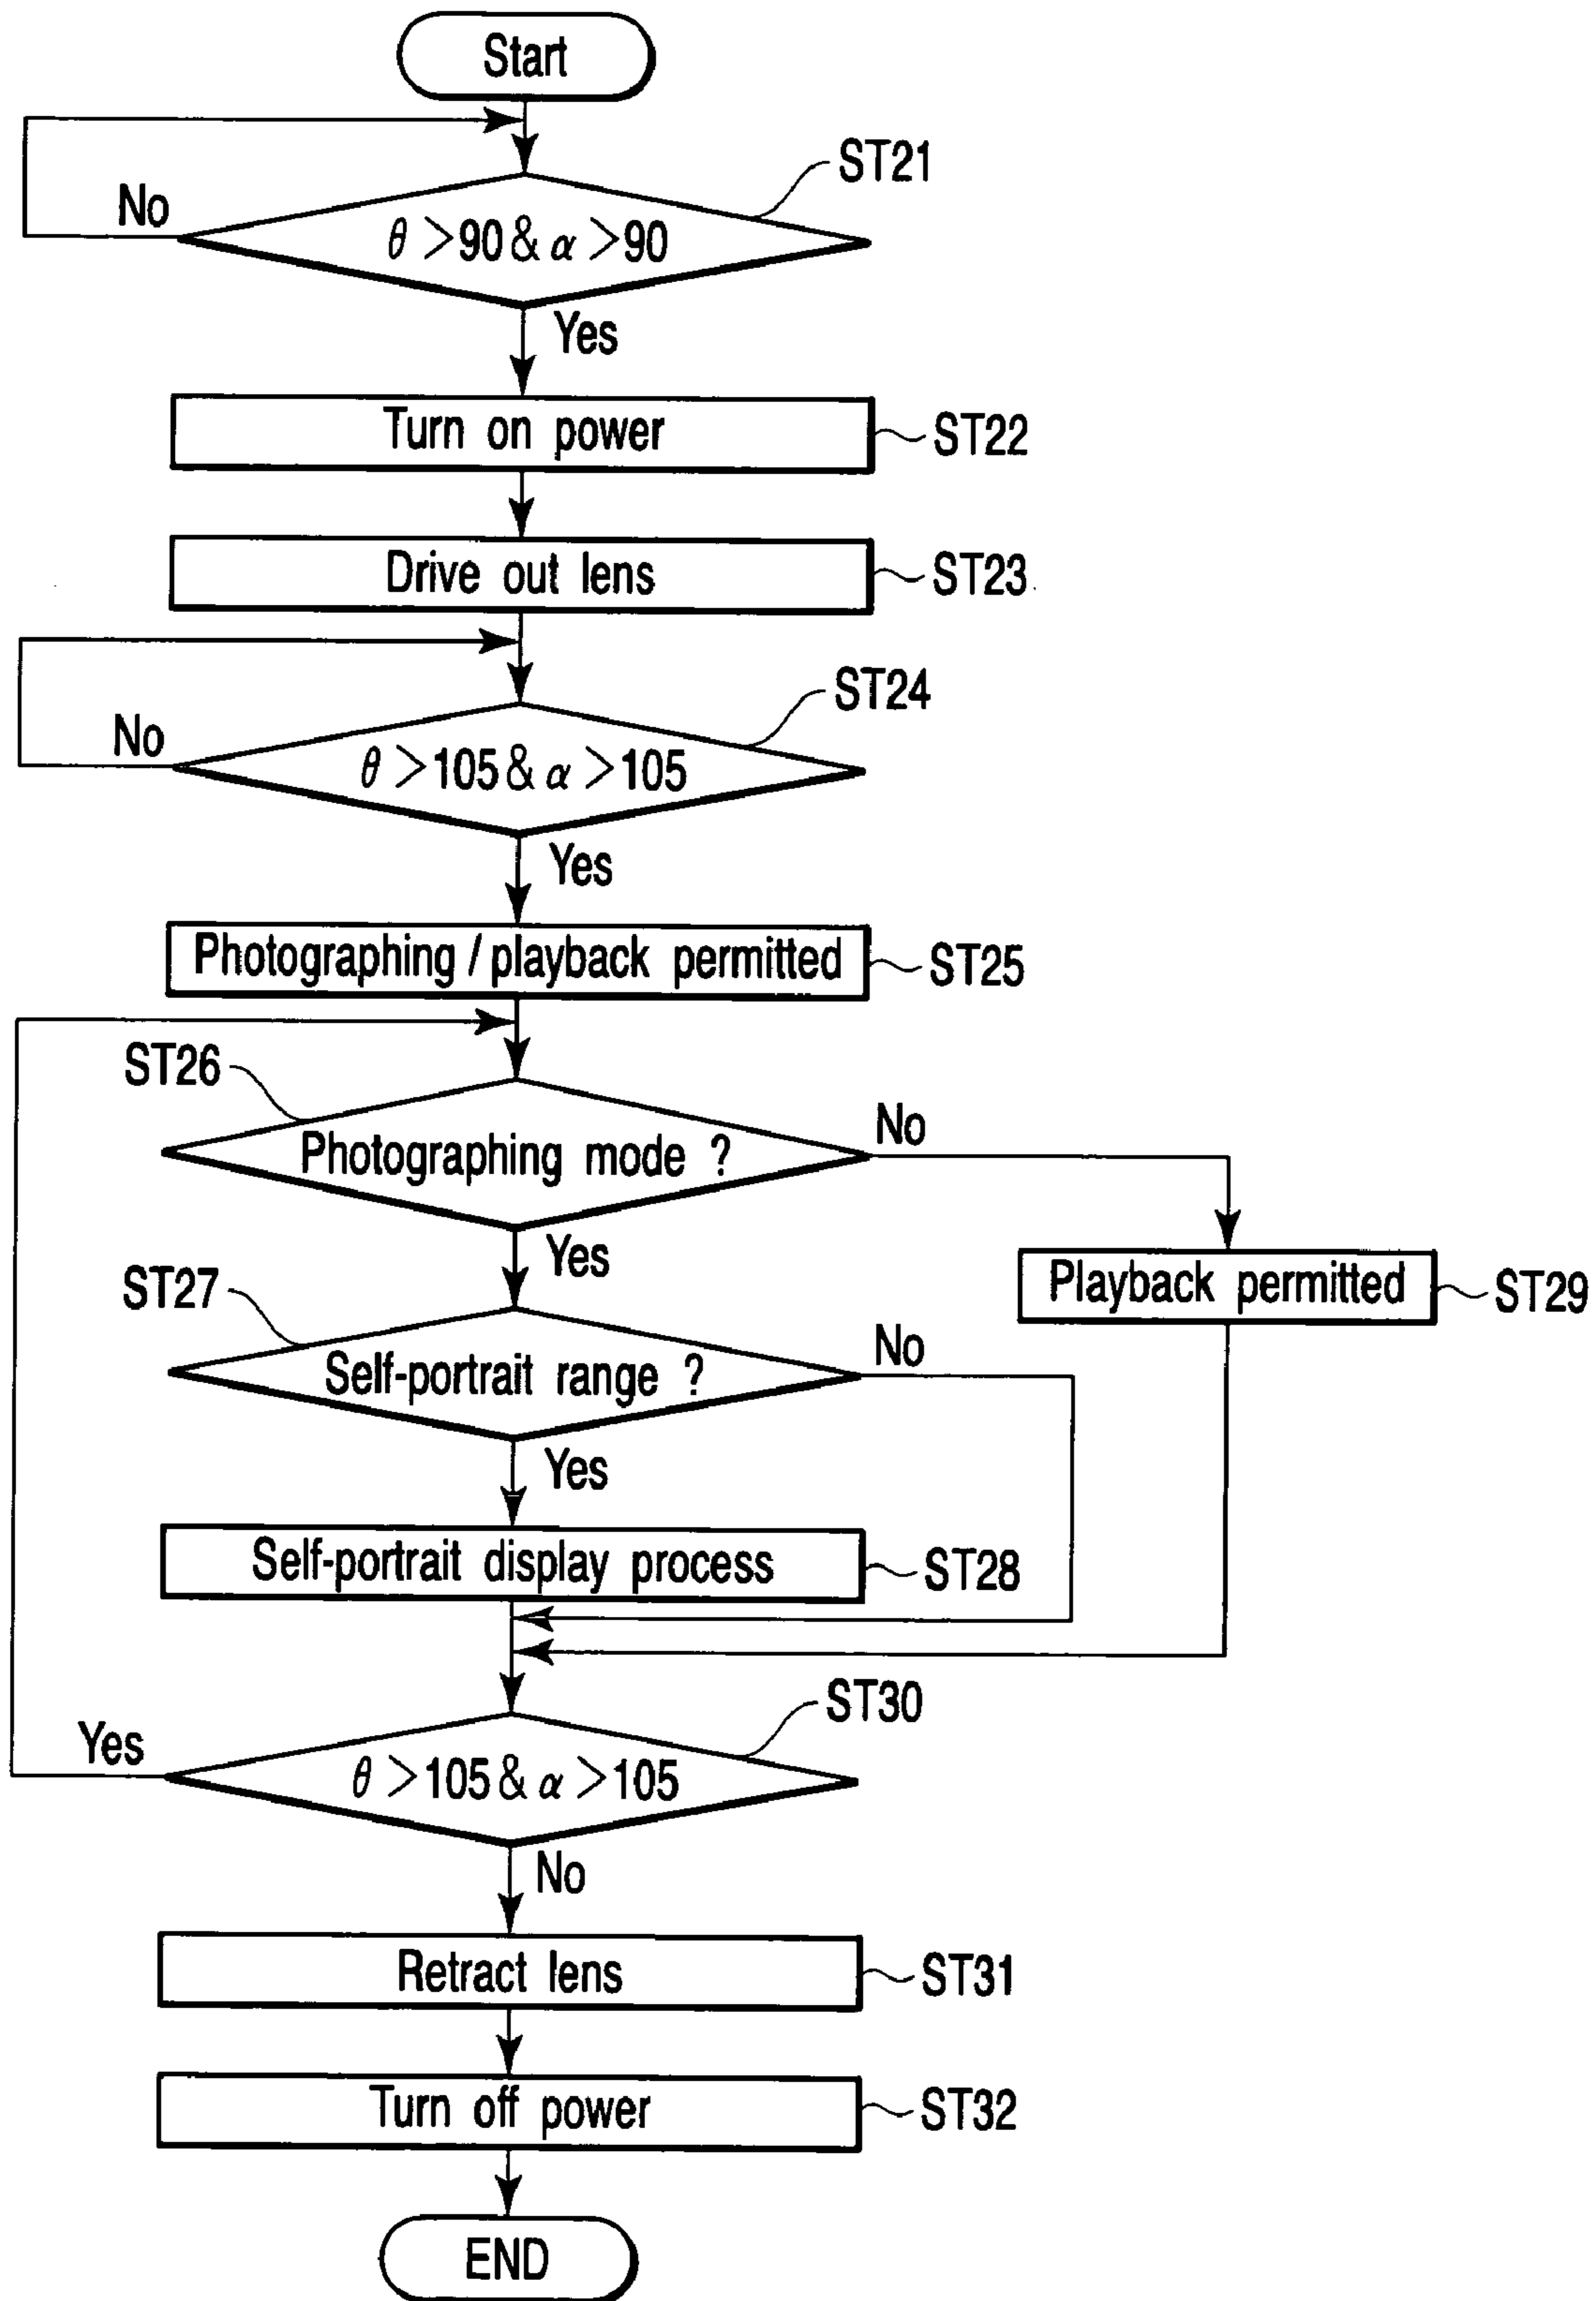 Start
ST21
No
θ >90 & α >90
Yes
Turn on power
ST22
Drive out lens
ST23
ST24
No
θ >105 & α >105
Yes
Photographing / playback permitted
ST25
ST26
No
Photographing mode ?
Yes
ST27
Playback permitted
ST29
No
Self-portrait range ?
Yes
Self-portrait display process
ST28
ST30
Yes
θ >105 & α >105
No
Retract lens
ST31
Turn off power
ST32
END